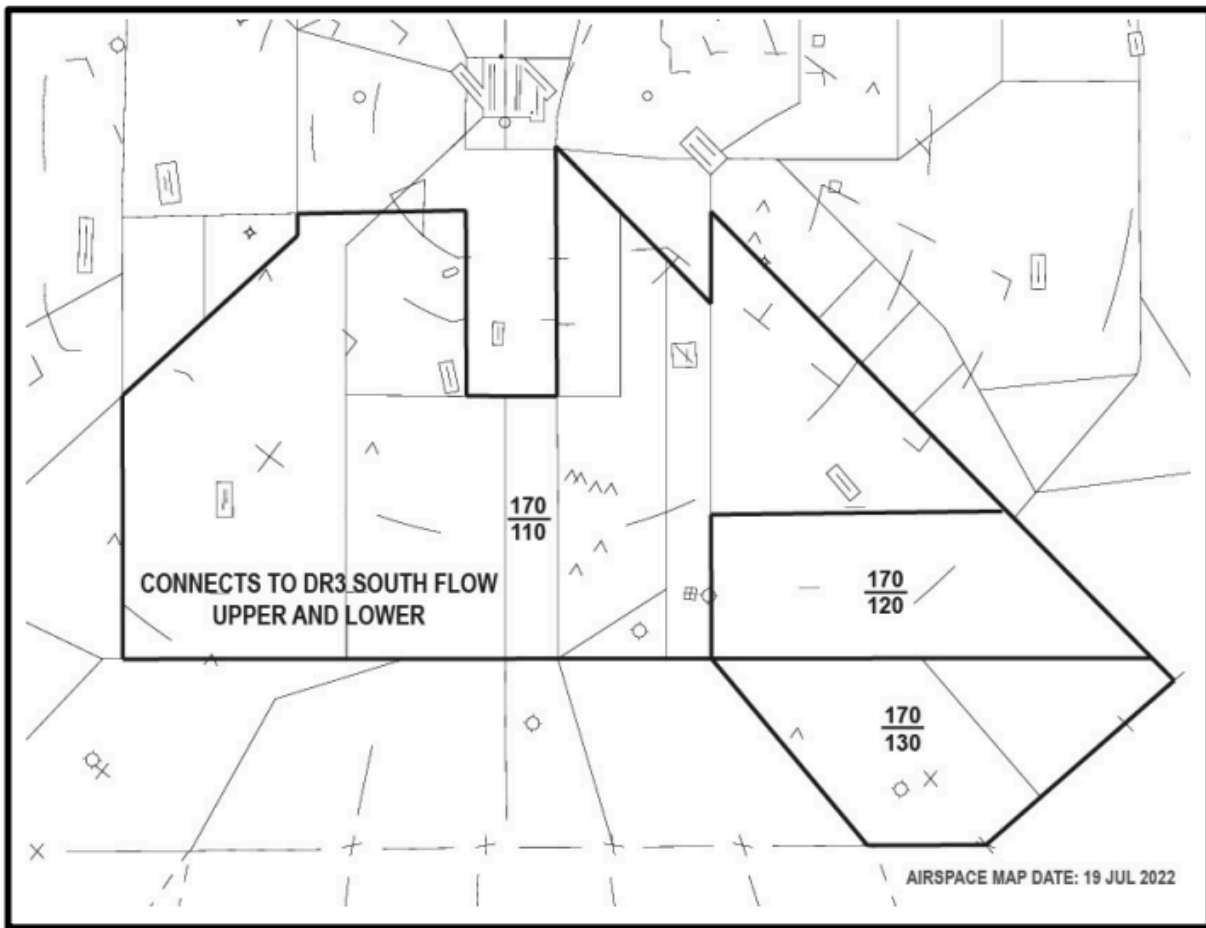 170
110
CONNECTS TO DR3 SOUTH FLOW
UPPER AND LOWER
170
120
170
130
AIRSPACE MAP DATE: 19 JUL 2022